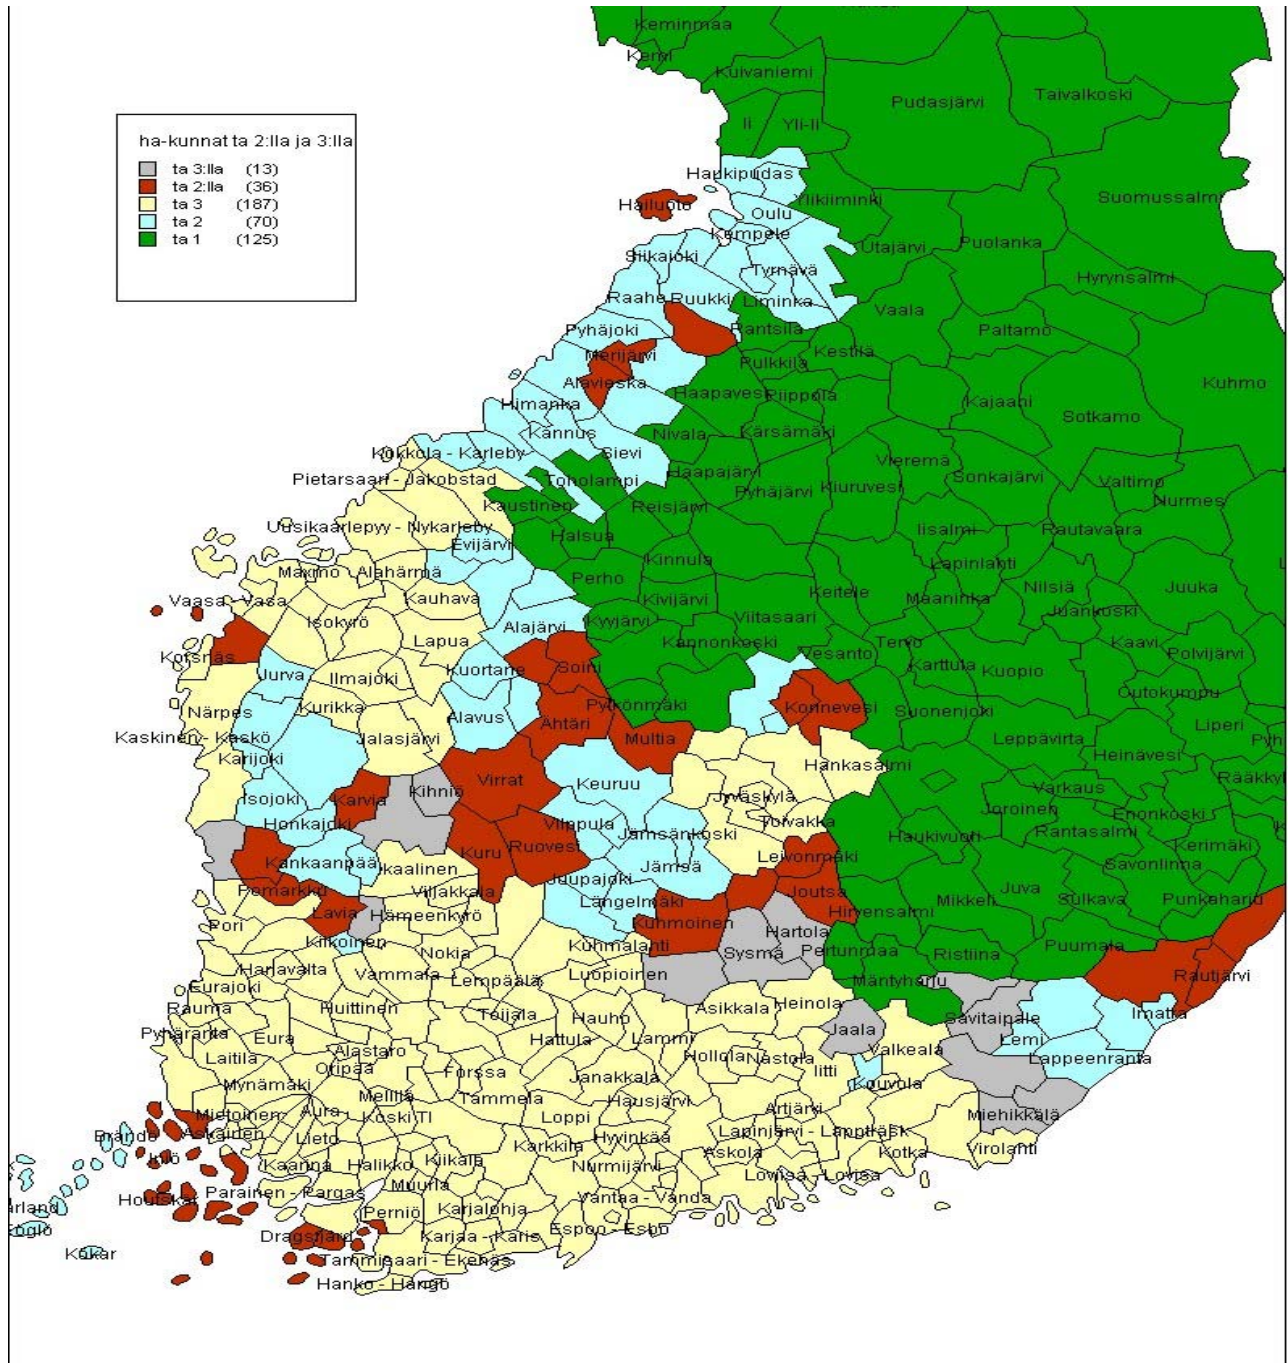 Keminmaa
Kemi
Kuivaniemi
Taivalkoski
Pudasjärvi
Ii Yli-Ii
ha-kunnat ta 2:lla ja 3:lla
ta 3:lla (13)
ta 2:lla (36)
ta 3 (187)
ta 2 (70)
ta 1 (125)
Haukipudas
Ylikiiminki
Suomussalmi
Hailuoto
Oulu
Kempele
Utajärvi
Puolanka
Siikajoki
Tyrnävä
Hyrynsalmi
Raahe
Ruukki
Liminka
Vaala
Pyhäjoki
Rantsila
Paltamo
Merijärvi
Pulkkila
Kestilä
Alavieska
Haapavesi
Piippola
Kuhmo
Himanka
Kajaani
Sotkamo
Kannus
Nivala
Kärsämäki
Kokkola - Karleby
Sievi
Vieremä
Pietarsaari - Jakobstad
Toholampi
Haapajärvi
Pyhäjärvi
Kiuruvesi
Sonkajärvi
Valtimo
Nurmes
Kaustinen
Reisjärvi
Uusikaarlepyy - Nykarleby
Evijärvi
Halsua
Iisalmi
Rautavaara
Kinnula
Lapinlahti
Maxmo
Alahärmä
Perho
Keitele
Maaninka
Nilsiä
Juuka
Vaasa - Vasa
Kauhava
Kivijärvi
Viitasaari
Juankoski
Isokyrö
Lapua
Alajärvi
Kyyjärvi
Kannonkoski
Tervo
Kaavi
Korsnäs
Kuortane
Soini
Vesanto
Karttula
Kuopio
Polvijärvi
Jurva
Ilmajoki
Outokumpu
Närpes
Kurikka
Alavus
Ähtäri
Pylkönmäki
Konnevesi
Suonenjoki
Liperi
Kaskinen - Kaskö
Jalasjärvi
Multia
Leppävirta
Heinävesi
Pyh
Karijoki
Virrat
Keuruu
Hankasalmi
Rääkkyl
Isojoki
Karvia
Kihniö
Jyväskylä
Varkaus
Joroinen
Enonkoski
Honkajoki
Vilppula
Jämsänkoski
Toivakka
Haukivuori
Rantasalmi
Kankaanpää
Kuru
Ruovesi
Leivonmäki
Kerimäki
Ikaalinen
Juupajoki
Jämsä
Savonlinna
Pomarkku
Viljakkala
Längelmäki
Joutsa
Juva
Sulkava
Punkaharju
Lavia
Hämeenkyrö
Kuhmoinen
Hirvensalmi
Mikkeli
Pori
Kiikoinen
Kuhmalahti
Hartola
Puumala
Nokia
Sysmä
Pertunmaa
Ristiina
Harjavalta
Vammala
Lempäälä
Luopioinen
Mäntyharju
Rautjärvi
Eurajoki
Rauma
Huittinen
Toijala
Hauho
Asikkala
Heinola
Savitaipale
Imatra
Pyhäranta
Eura
Hattula
Lammi
Jaala
Lemi
Laitila
Alastaro
Hollola
Nastola
Valkeala
Lappeenranta
Oripää
Forssa
Janakkala
Iitti
Kouvola
Mynämäki
Mellilä
Tammela
Hausjärvi
Artjärvi
Mietoinen
Aura
Koski Tl
Loppi
Miehikkälä
Brändö
Askainen
Lieto
Karkkila
Hyvinkää
Lapinjärvi - Lappträsk
Virolahti
Iniö
Kaarina
Halikko
Kiikala
Nurmijärvi
Askola
Kotka
Houtskar
Parainen - Pargas
Muurla
Vantaa - Vanda
Loviisa - Lovisa
Perniö
Karjalohja
Föglö
Dragsfjärd
Karjaa - Karis
Espoo - Esbo
Kökar
Tammisaari - Ekenäs
Hanko - Hangö